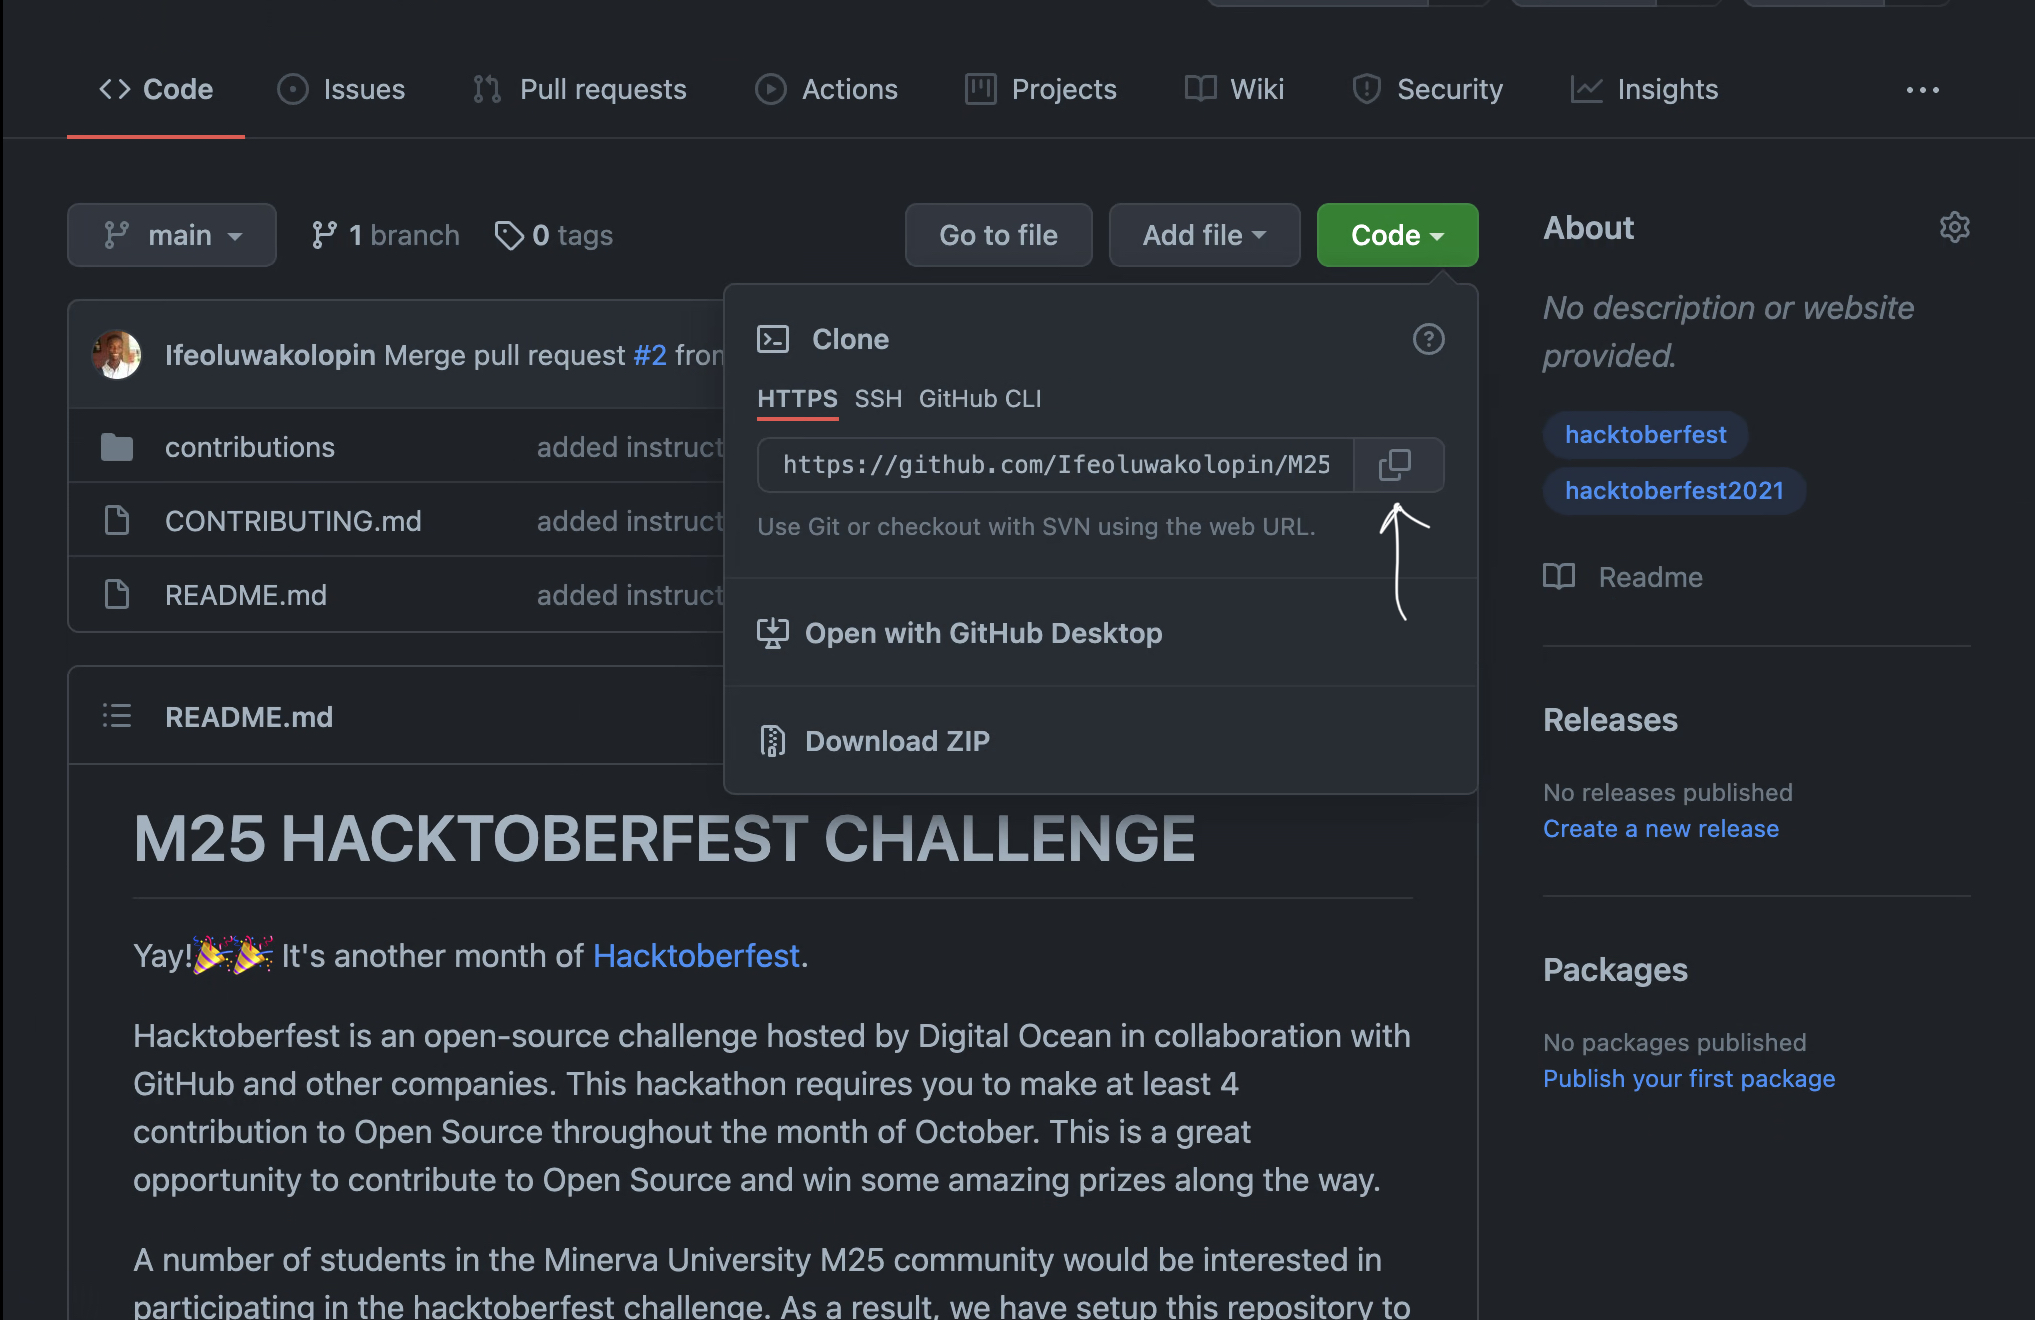 Code Issues Pull requests Actions Projects Wiki Security Insights ...
main 1 branch 0 tags Go to file Add file Code
Ifeoluwakolopin Merge pull request #2 from
contributions added instruct
CONTRIBUTING.md added instruct
README.md added instruct
Clone
HTTPS SSH GitHub CLI
https://github.com/Ifeoluwakolopin/M25
Use Git or checkout with SVN using the web URL.
Open with GitHub Desktop
Download ZIP
README.md
M25 HACKTOBERFEST CHALLENGE
Yay!🎉🎉 It's another month of Hacktoberfest.
Hacktoberfest is an open-source challenge hosted by Digital Ocean in collaboration with
GitHub and other companies. This hackathon requires you to make at least 4
contribution to Open Source throughout the month of October. This is a great
opportunity to contribute to Open Source and win some amazing prizes along the way.
A number of students in the Minerva University M25 community would be interested in
participating in the hacktoberfest challenge. As a result, we have setup this repository to
About
No description or website
provided.
hacktoberfest
hacktoberfest2021
Readme
Releases
No releases published
Create a new release
Packages
No packages published
Publish your first package